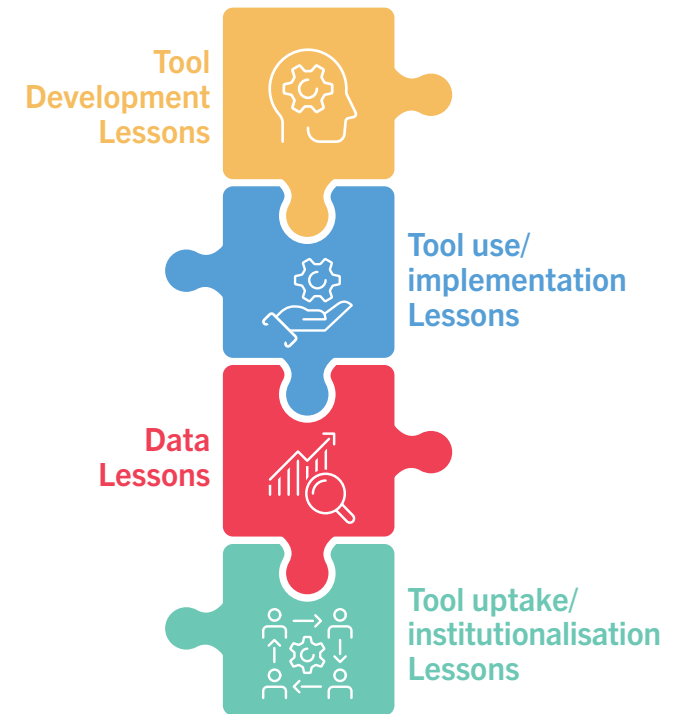 Tool
Development
Lessons
Tool use/
implementation
Lessons
Data
Lessons
Tool uptake/
institutionalisation
Lessons